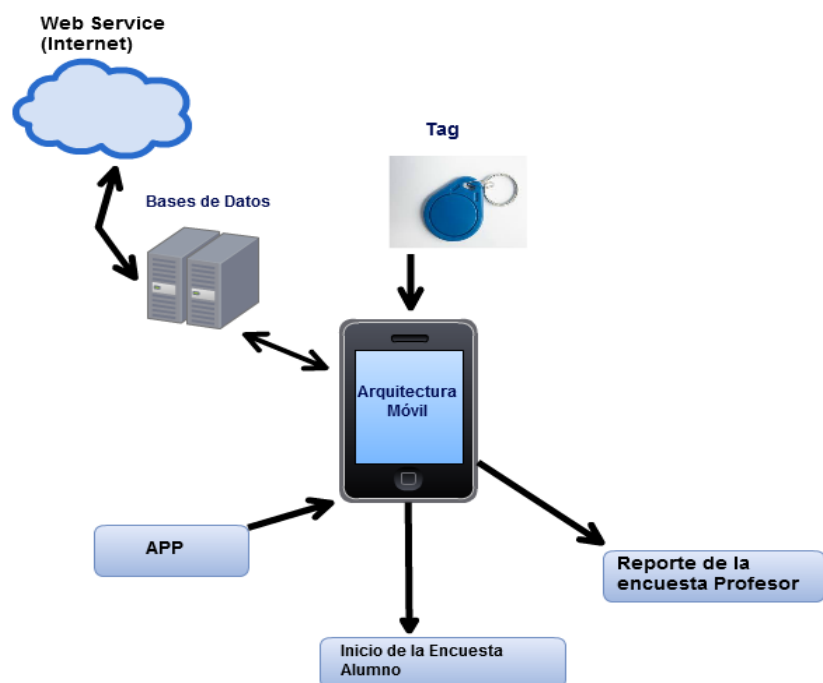 Web Service
(Internet)
Tag
Bases de Datos
Arquitectura
Móvil
APP
Reporte de la
encuesta Profesor
Inicio de la Encuesta
Alumno